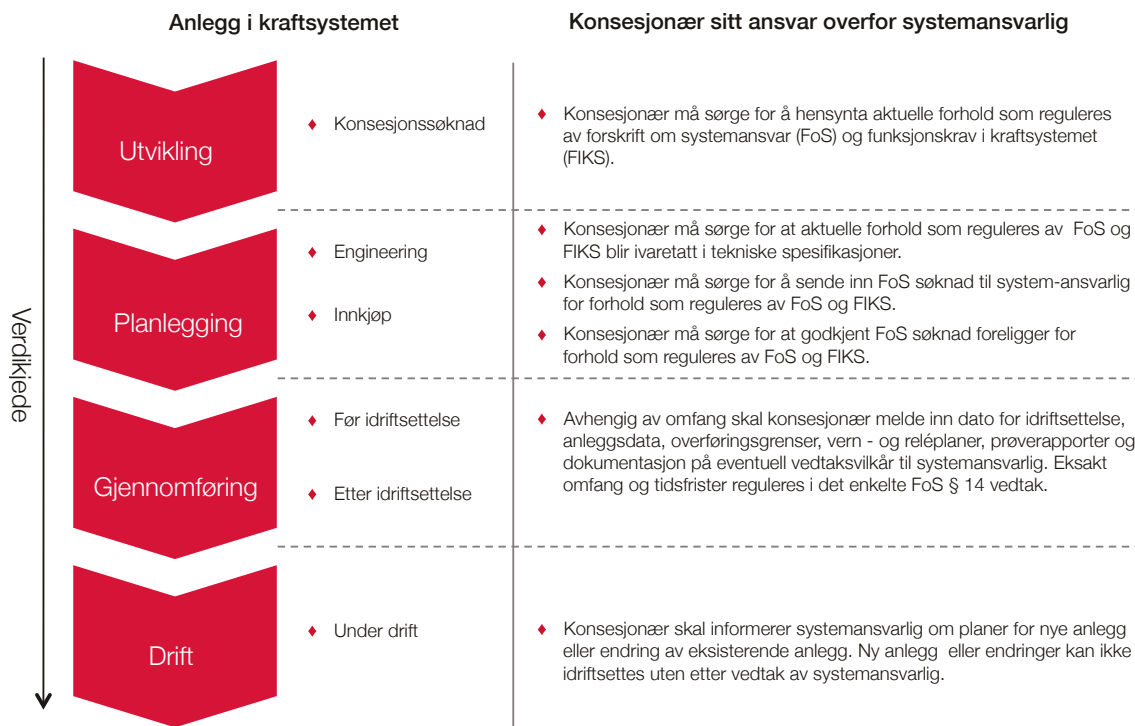 Anlegg i kraftsystemet
Konsesjonær sitt ansvar overfor systemansvarlig
Verdikjede
Utvikling
♦ Konsesjonssøknad
♦ Konsesjonær må sørge for å hensynta aktuelle forhold som reguleres
av forskrift om systemansvar (FoS) og funksjonskrav i kraftsystemet
(FIKS).
Planlegging
♦ Engineering
♦ Innkjøp
♦ Konsesjonær må sørge for at aktuelle forhold som reguleres av FoS og
FIKS blir ivaretatt i tekniske spesifikasjoner.
♦ Konsesjonær må sørge for å sende inn FoS søknad til system-ansvarlig
for forhold som reguleres av FoS og FIKS.
♦ Konsesjonær må sørge for at godkjent FoS søknad foreligger for
forhold som reguleres av FoS og FIKS.
Gjennomføring
♦ Før idriftsettelse
♦ Etter idriftsettelse
♦ Avhengig av omfang skal konsesjonær melde inn dato for idriftsettelse,
anleggsdata, overføringsgrenser, vern - og reléplaner, prøverapporter og
dokumentasjon på eventuell vedtaksvilkår til systemansvarlig. Eksakt
omfang og tidsfrister reguleres i det enkelte FoS § 14 vedtak.
Drift
♦ Under drift
♦ Konsesjonær skal informerer systemansvarlig om planer for nye anlegg
eller endring av eksisterende anlegg. Ny anlegg eller endringer kan ikke
idriftsettes uten etter vedtak av systemansvarlig.